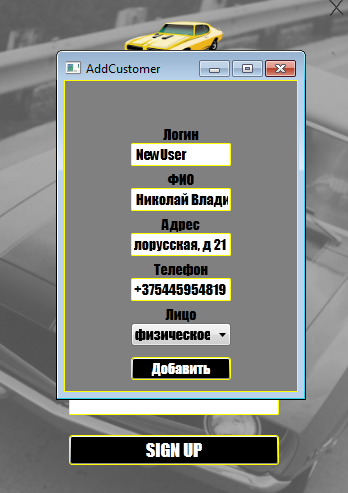 AddCustomer
Логин
NewUser
ФИО
Николай Влади
Адрес
лорусская, д 21
Телефон
+375445954819
Лицо
физическое
Добавить
SIGN UP